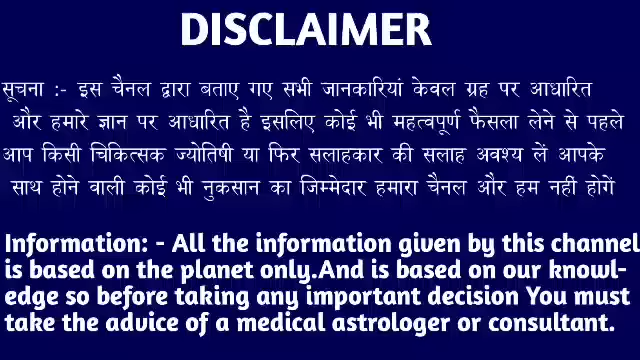 DISCLAIMER
सूचना :- इस चैनल द्वारा बताए गए सभी जानकारियां केवल ग्रह पर आधारित
और हमारे ज्ञान पर आधारित है इसलिए कोई भी महत्वपूर्ण फैसला लेने से पहले
आप किसी चिकित्सक ज्योतिषी या फिर सलाहकार की सलाह अवश्य लें आपके
साथ होने वाली कोई भी नुकसान का जिम्मेदार हमारा चैनल और हम नहीं होगें
Information: - All the information given by this channel
is based on the planet only.And is based on our knowl-
edge so before taking any important decision You must
take the advice of a medical astrologer or consultant.